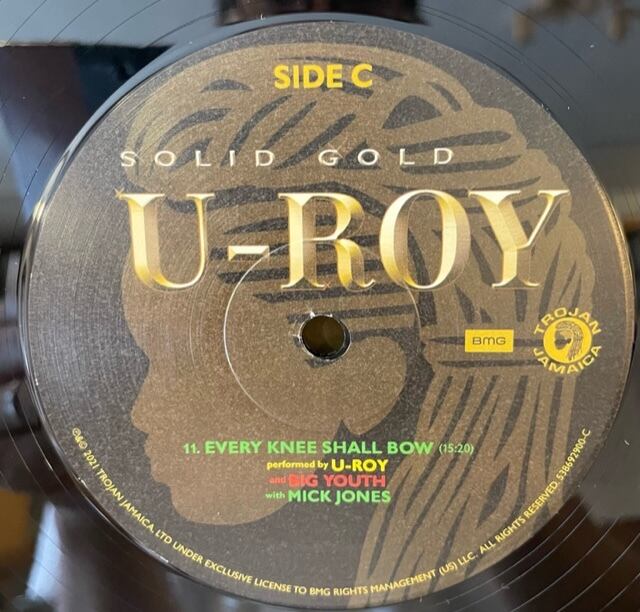 SIDE C
SOLID GOLD
U-ROY
BMG
TROJAN
JAMAICA
11. EVERY KNEE SHALL BOW (15:20)
performed by U-ROY
and BIG YOUTH
with MICK JONES
℗&© 2021 TROJAN JAMAICA, LTD UNDER EXCLUSIVE LICENSE TO BMG RIGHTS MANAGEMENT (US) LLC. ALL RIGHTS RESERVED. 538692900-C